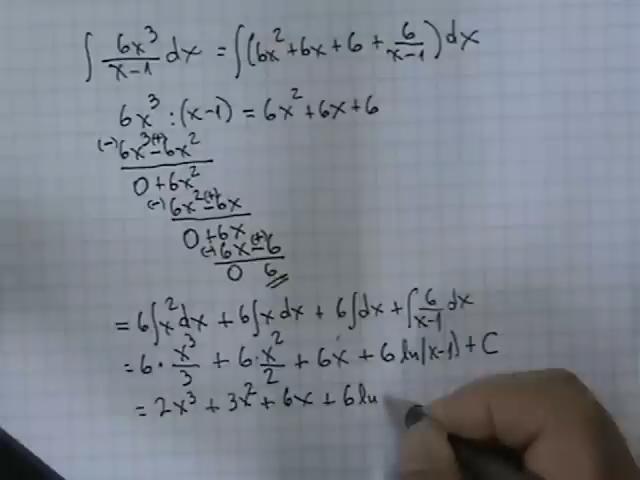 ∫ 6x³/(x-1) dx = ∫(6x²+6x+6+6/(x-1)) dx
6x³ : (x-1) = 6x²+6x+6
(-) 6x³ (+)- 6x²
0+6x²
(-) 6x² (+)- 6x
0+6x
(-) 6x (+)- 6
0 6
= 6∫x²dx + 6∫x dx + 6∫dx + ∫ 6/(x-1) dx
= 6 · x³/3 + 6 · x²/2 + 6x + 6 ln|x-1| + C
= 2x³ + 3x² + 6x + 6 ln